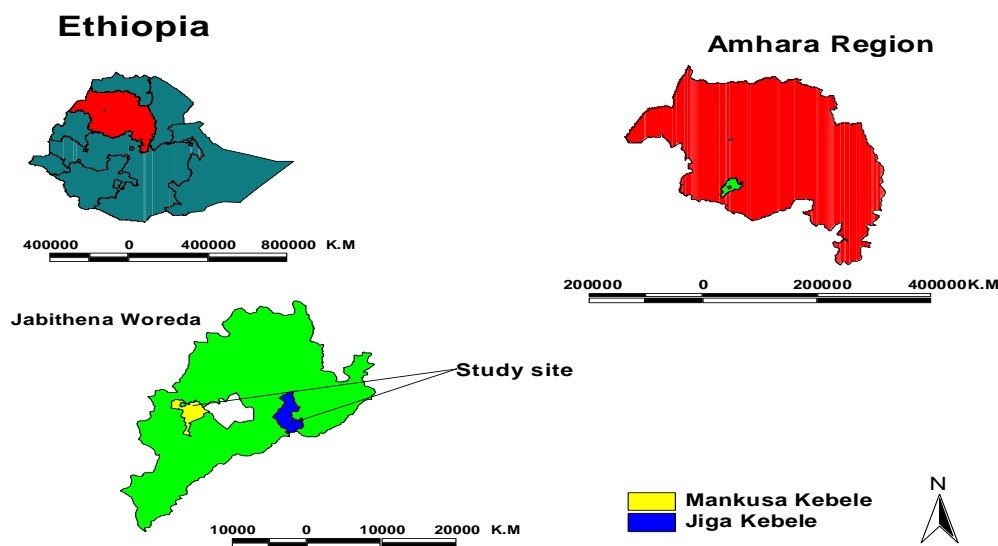 Ethiopia
Amhara Region
400000 0 400000 800000 K.M
200000 0 200000 400000K.M
Jabithena Woreda
Study site
N
Mankusa Kebele
Jiga Kebele
10000 0 10000 20000 K.M